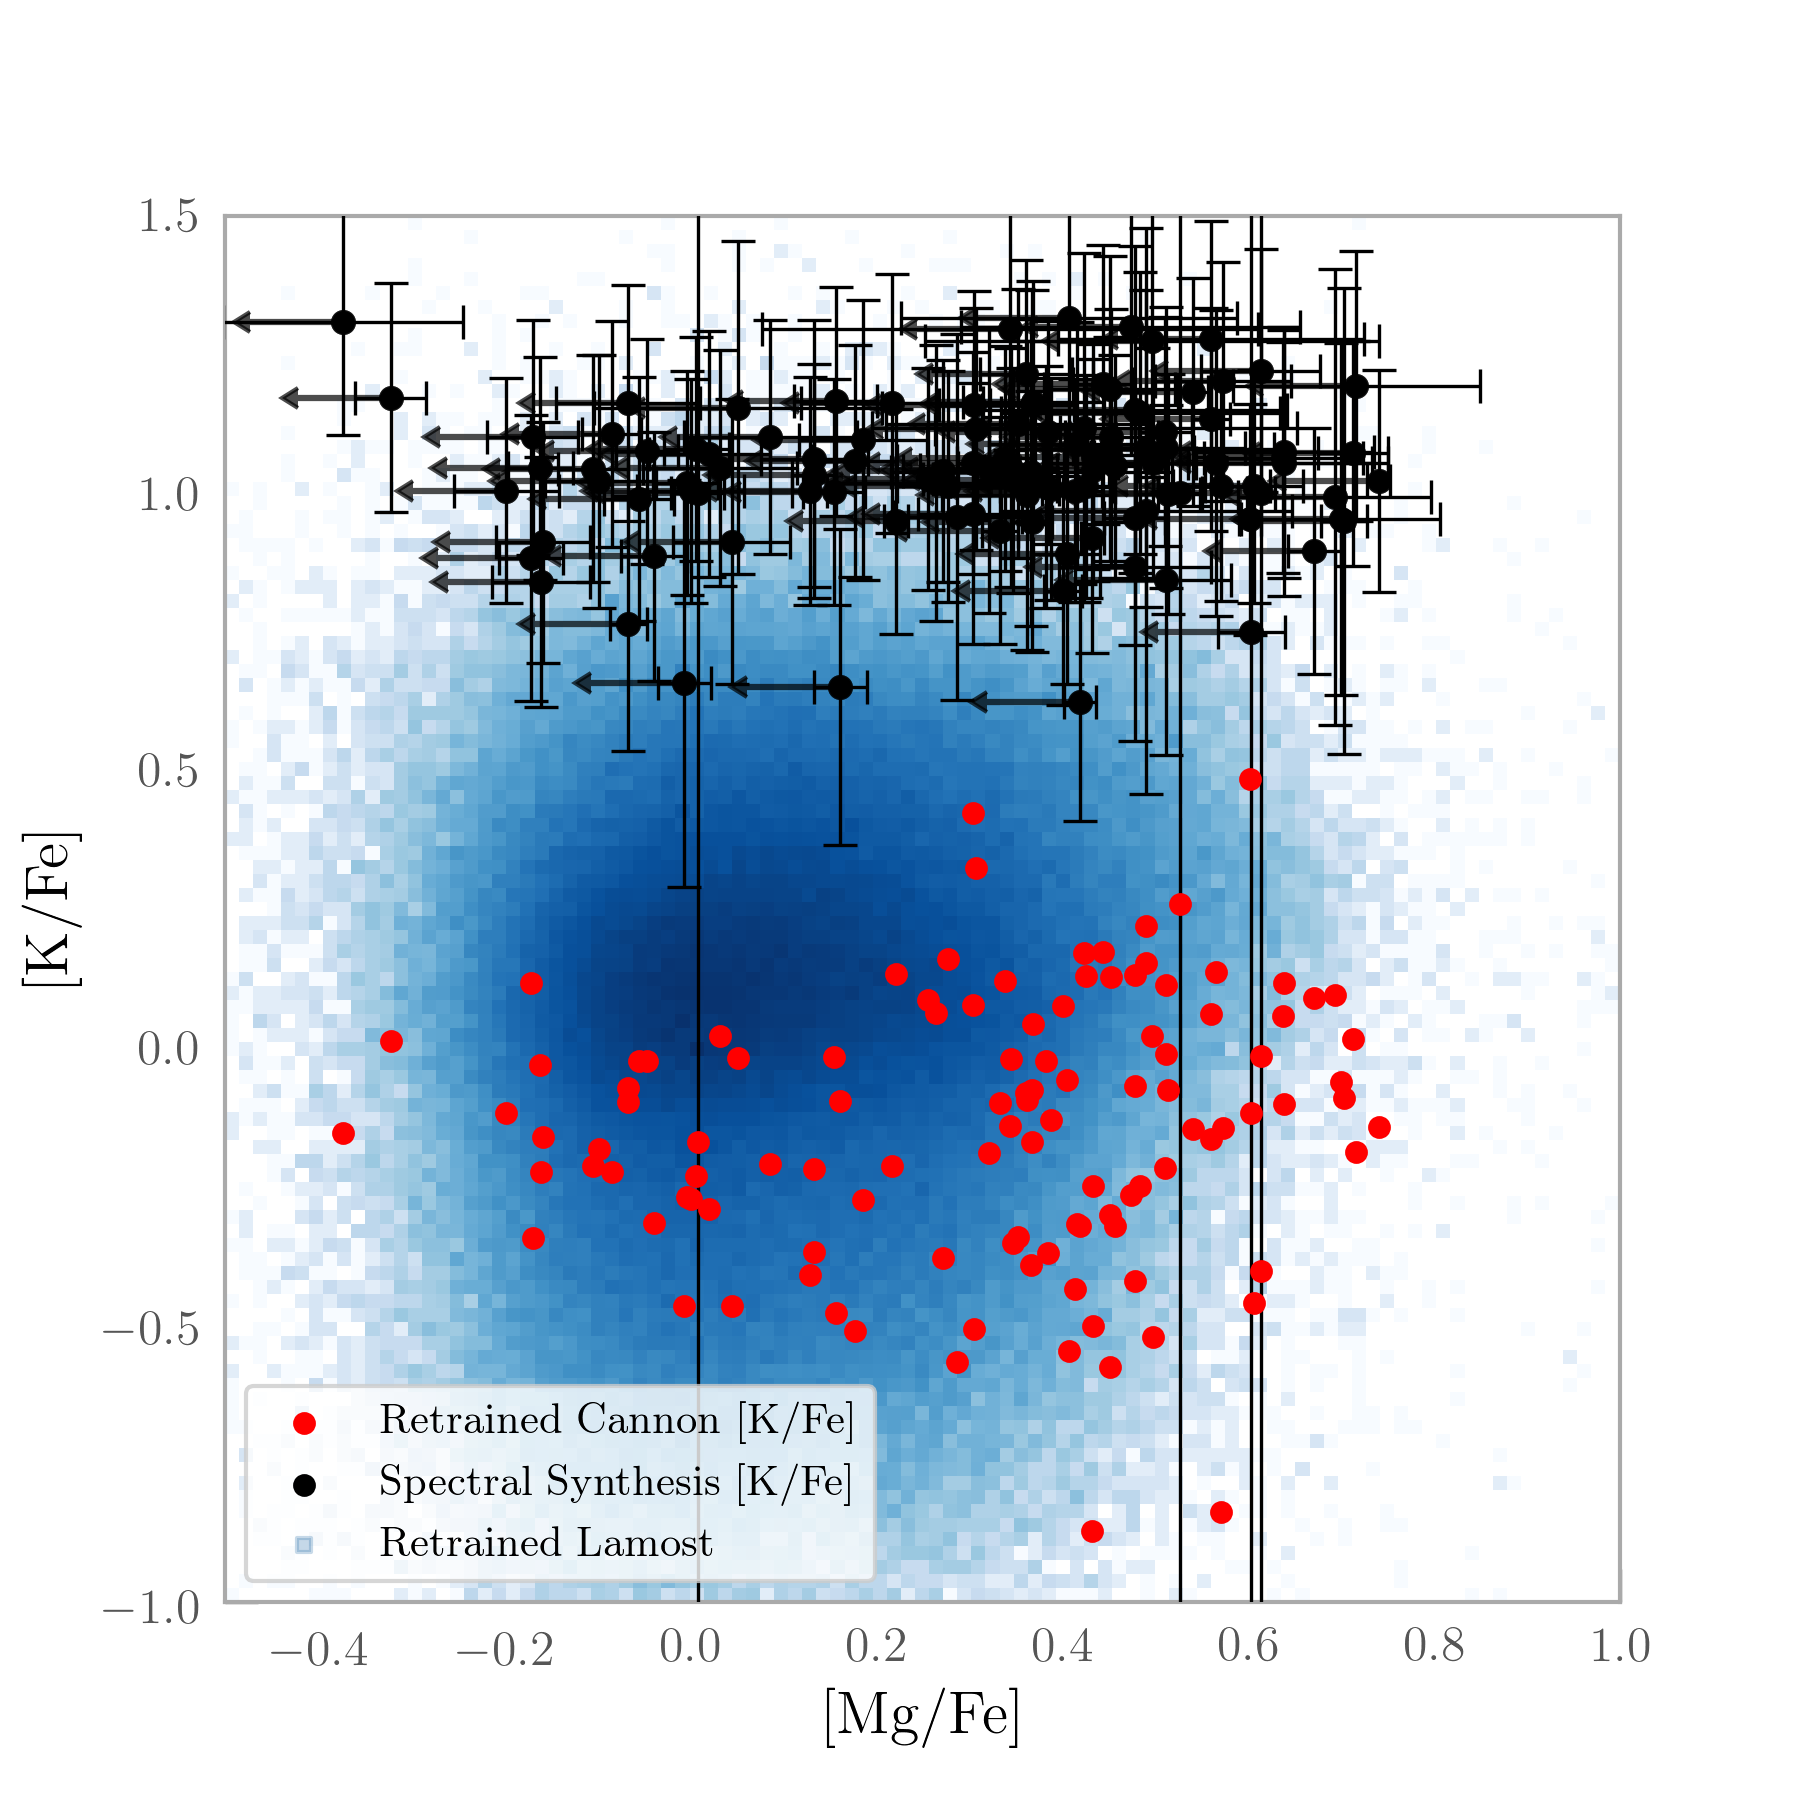 1.5
1.0
0.5
0.0
−0.5
−1.0
[K/Fe]
Retrained Cannon [K/Fe]
Spectral Synthesis [K/Fe]
Retrained Lamost
−0.4 −0.2 0.0 0.2 0.4 0.6 0.8 1.0
[Mg/Fe]